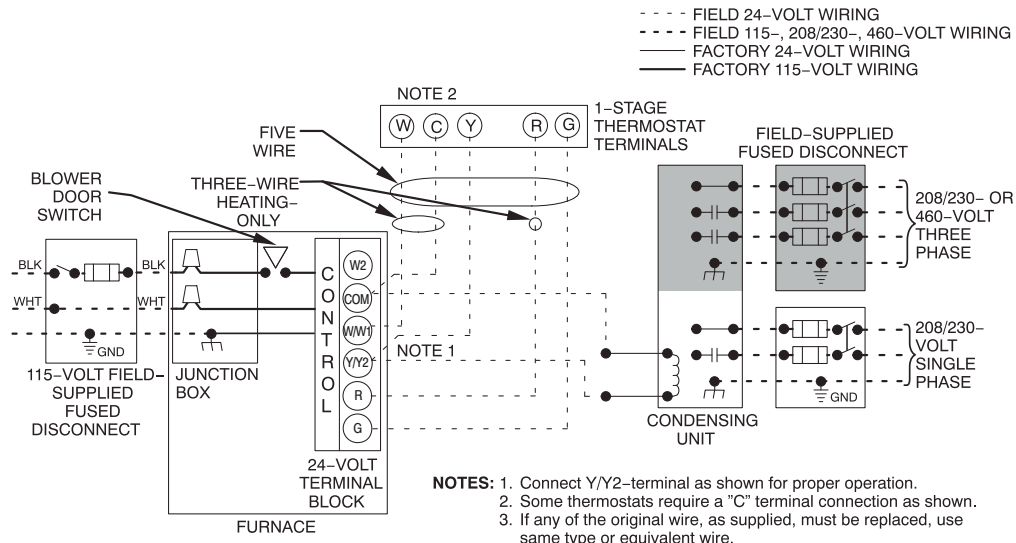 FIELD 24–VOLT WIRING
FIELD 115–, 208/230–, 460–VOLT WIRING
FACTORY 24–VOLT WIRING
FACTORY 115–VOLT WIRING
NOTE 2
W C Y R G
1–STAGE
THERMOSTAT
TERMINALS
FIVE
WIRE
THREE–WIRE
HEATING–
ONLY
BLOWER
DOOR
SWITCH
FIELD–SUPPLIED
FUSED DISCONNECT
208/230– OR
460–VOLT
THREE
PHASE
BLK
BLK
WHT
WHT
GND
115–VOLT FIELD–
SUPPLIED
FUSED
DISCONNECT
JUNCTION
BOX
CONTROL
W2
COM
W/W1
Y/Y2
R
G
NOTE 1
24–VOLT
TERMINAL
BLOCK
FURNACE
208/230–
VOLT
SINGLE
PHASE
GND
CONDENSING
UNIT
NOTES: 1. Connect Y/Y2–terminal as shown for proper operation.
2. Some thermostats require a ”C” terminal connection as shown.
3. If any of the original wire, as supplied, must be replaced, use
same type or equivalent wire.